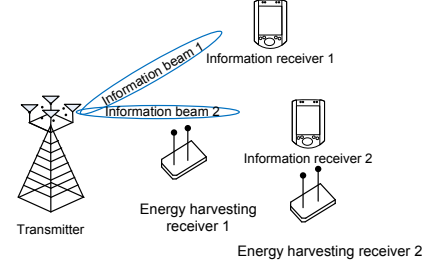 Information beam 1
Information receiver 1
Information beam 2
Information receiver 2
Energy harvesting
receiver 1
Transmitter
Energy harvesting receiver 2